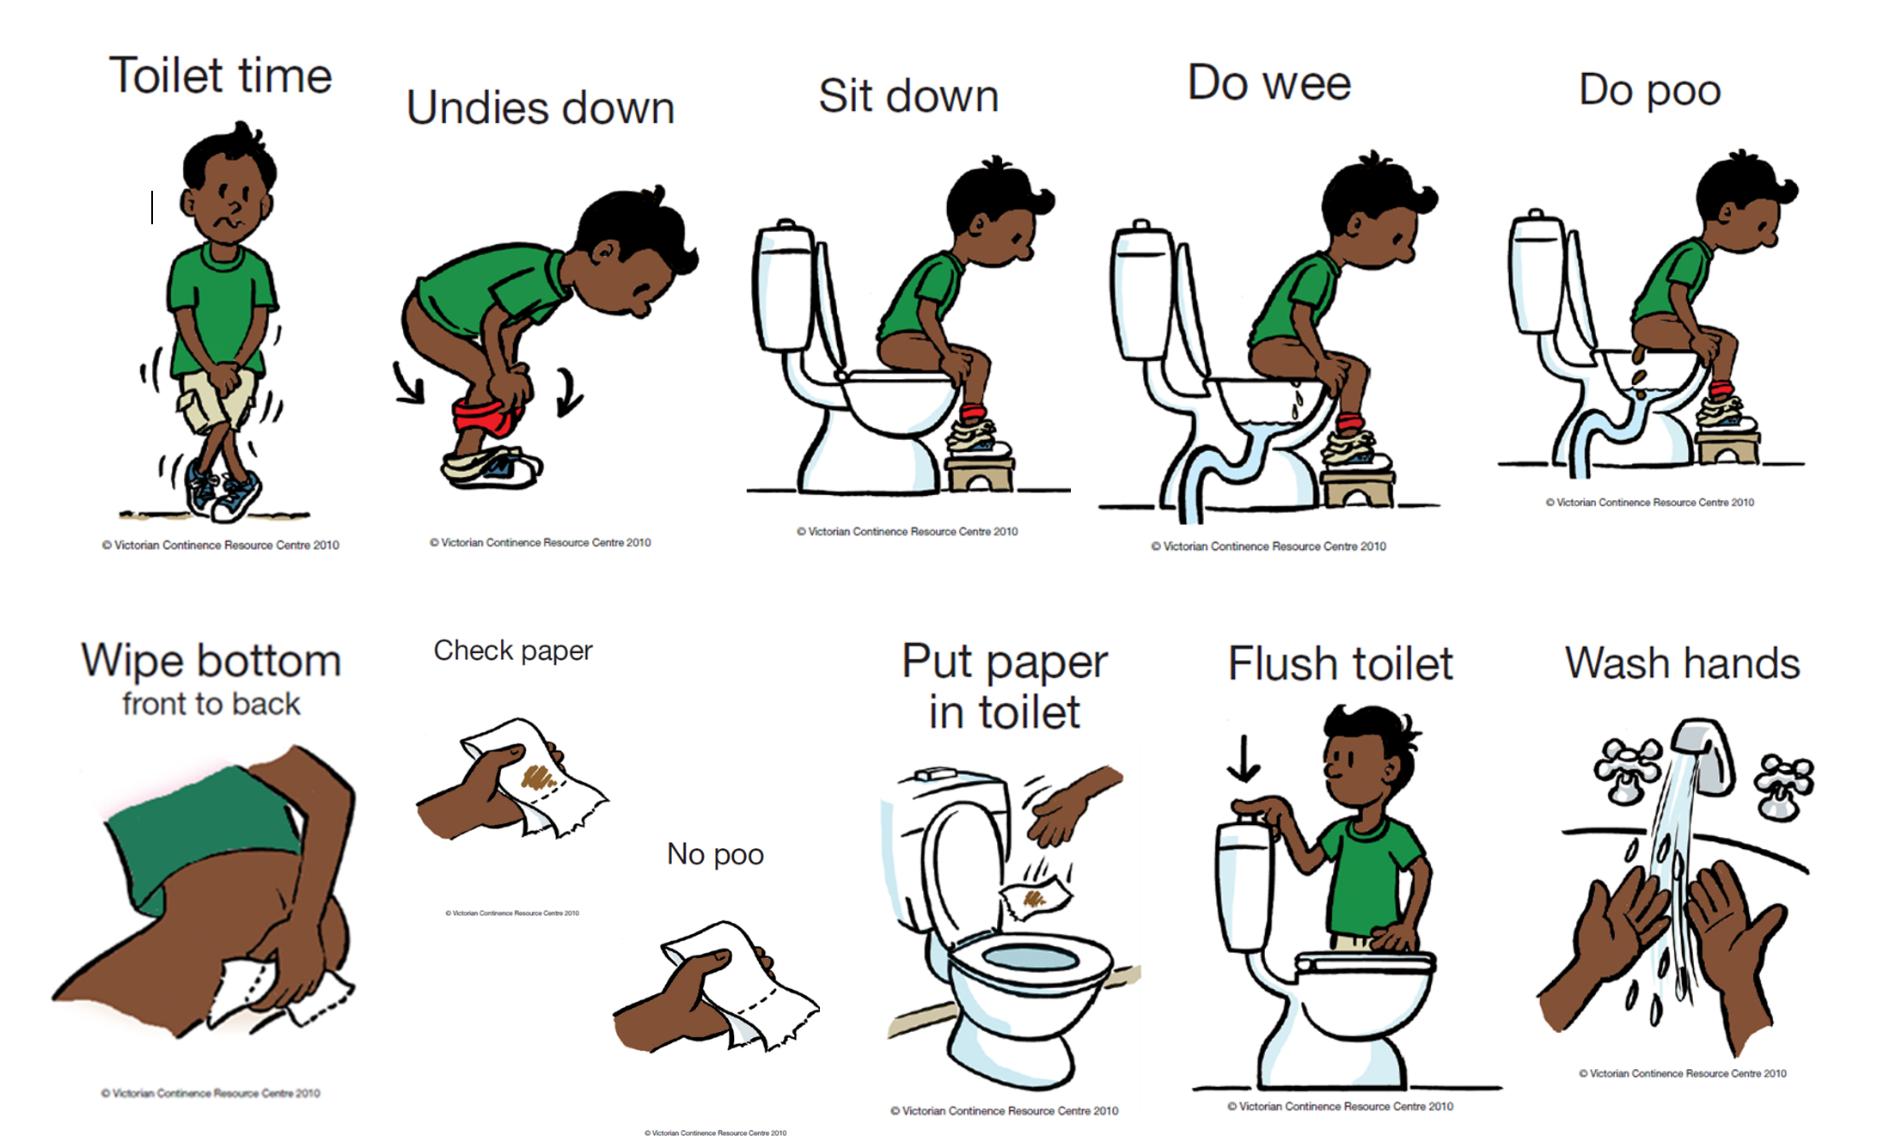 Toilet time
© Victorian Continence Resource Centre 2010
Undies down
© Victorian Continence Resource Centre 2010
Sit down
© Victorian Continence Resource Centre 2010
Do wee
© Victorian Continence Resource Centre 2010
Do poo
© Victorian Continence Resource Centre 2010
Wipe bottom
front to back
© Victorian Continence Resource Centre 2010
Check paper
© Victorian Continence Resource Centre 2010
No poo
© Victorian Continence Resource Centre 2010
Put paper
in toilet
© Victorian Continence Resource Centre 2010
Flush toilet
© Victorian Continence Resource Centre 2010
Wash hands
© Victorian Continence Resource Centre 2010